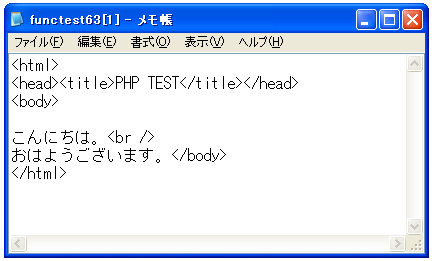 functest63[1] - メモ帳
ファイル(F) 編集(E) 書式(O) 表示(V) ヘルプ(H)
<html>
<head><title>PHP TEST</title></head>
<body>

こんにちは。<br />
おはようございます。</body>
</html>